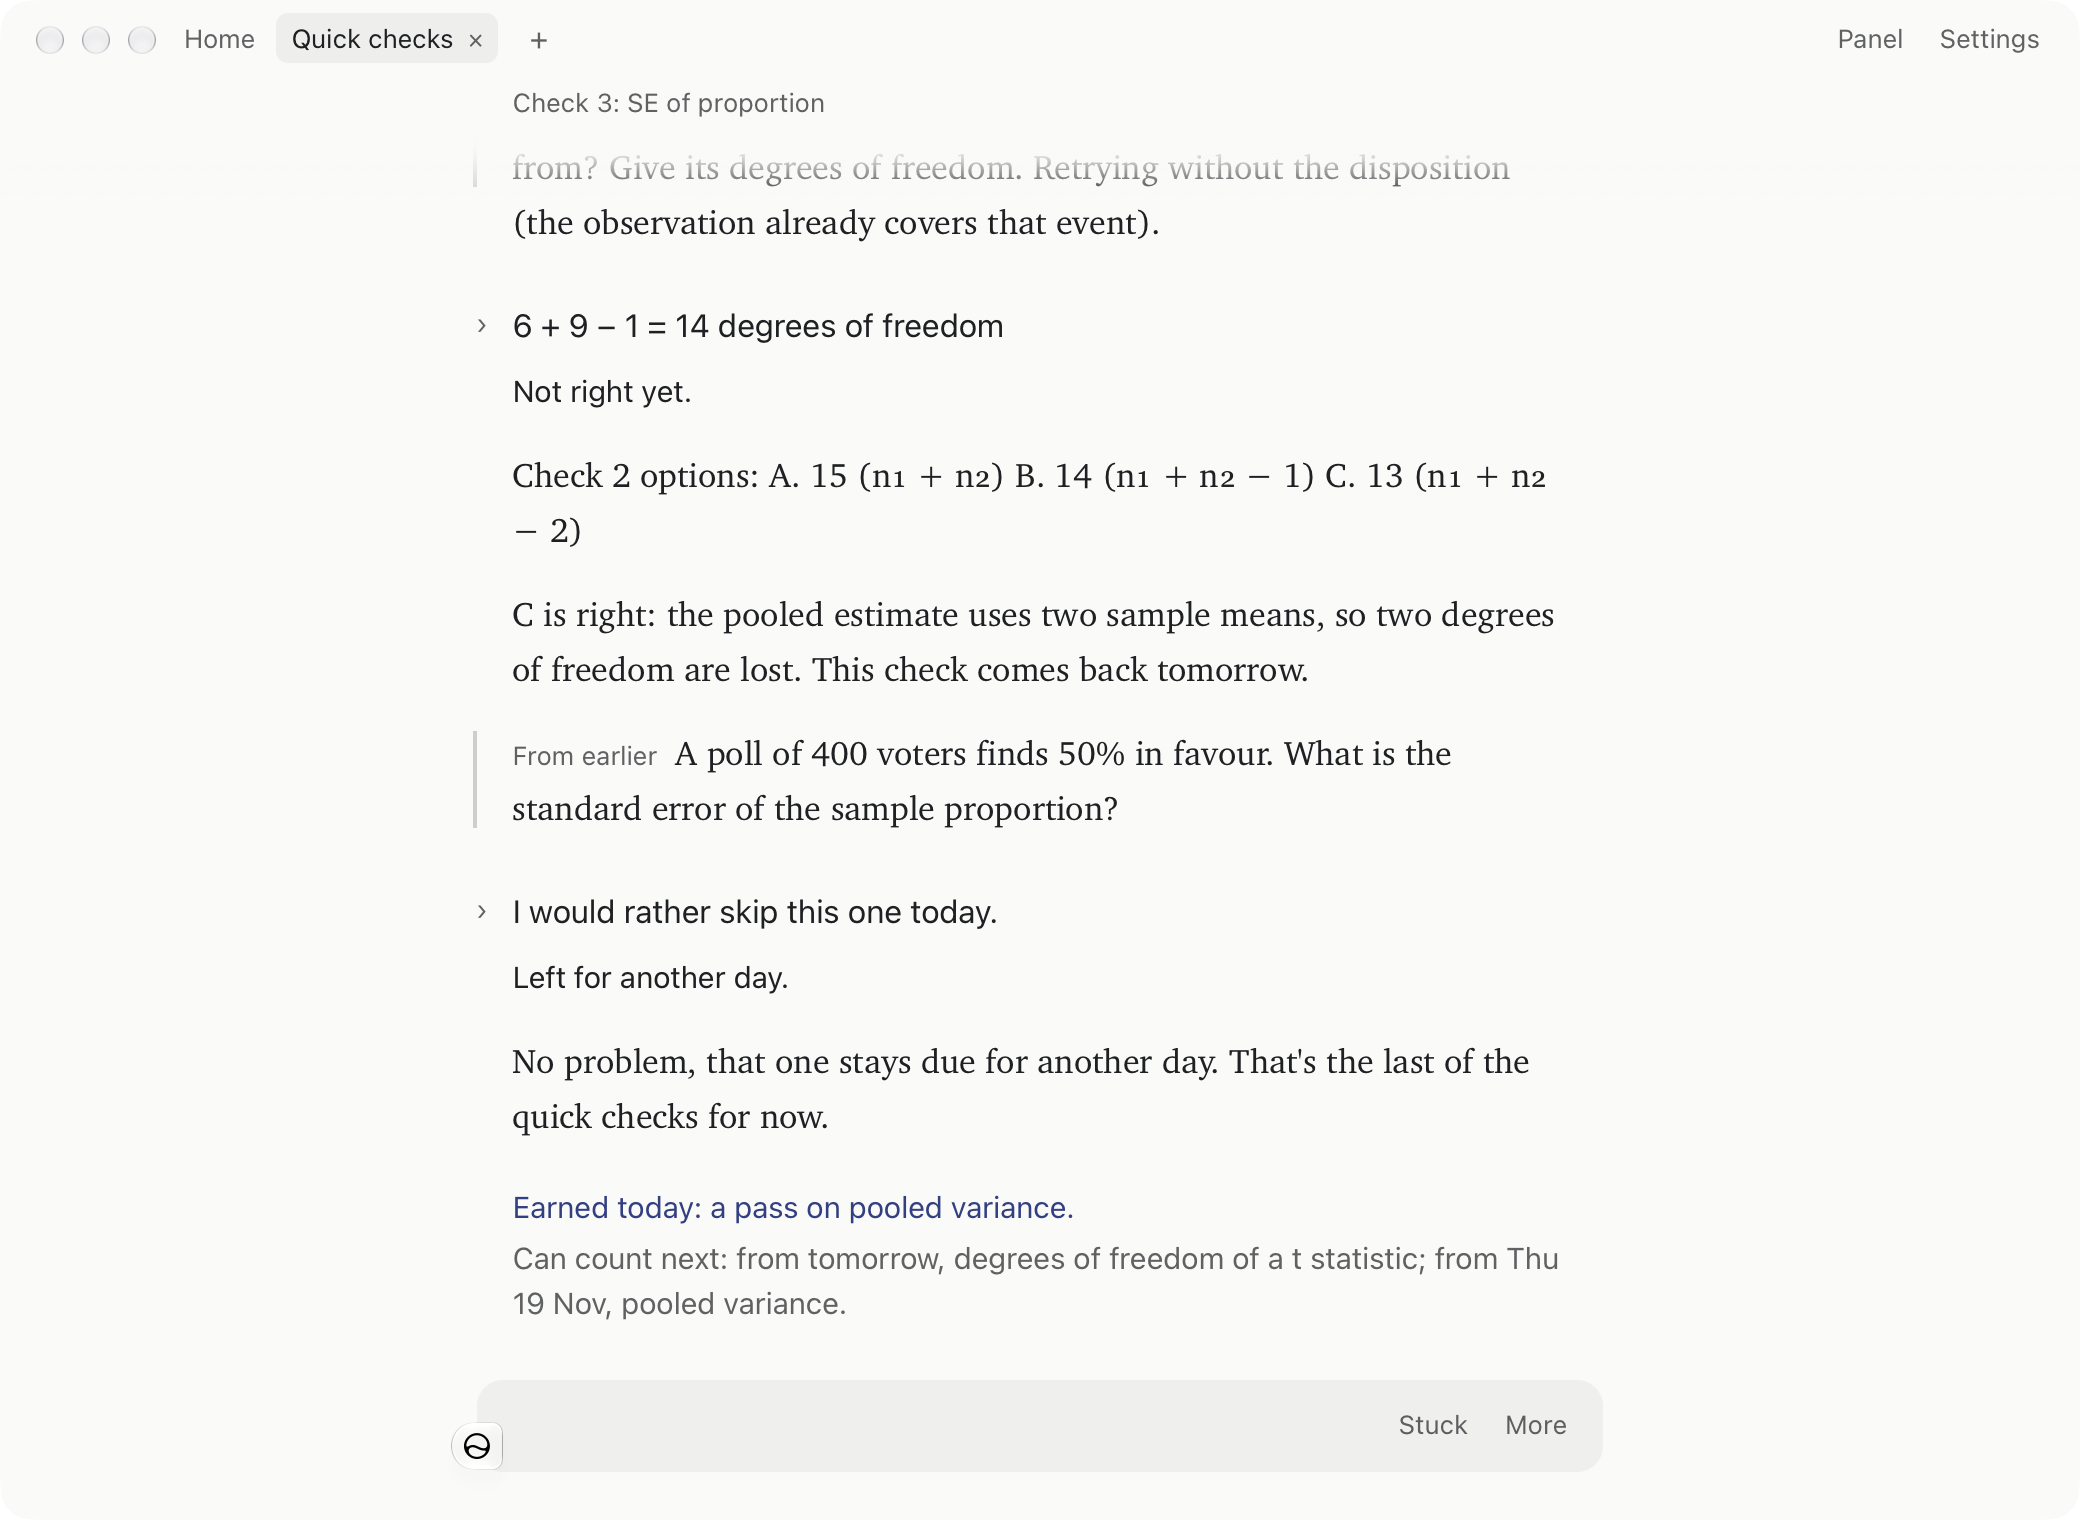 Home
Quick checks ×
+
Panel
Settings
Check 3: SE of proportion
from? Give its degrees of freedom. Retrying without the disposition
(the observation already covers that event).
› 6 + 9 – 1 = 14 degrees of freedom
Not right yet.
Check 2 options: A. 15 (n₁ + n₂) B. 14 (n₁ + n₂ − 1) C. 13 (n₁ + n₂
− 2)
C is right: the pooled estimate uses two sample means, so two degrees
of freedom are lost. This check comes back tomorrow.
From earlier A poll of 400 voters finds 50% in favour. What is the
standard error of the sample proportion?
› I would rather skip this one today.
Left for another day.
No problem, that one stays due for another day. That's the last of the
quick checks for now.
Earned today: a pass on pooled variance.
Can count next: from tomorrow, degrees of freedom of a t statistic; from Thu
19 Nov, pooled variance.
Stuck
More